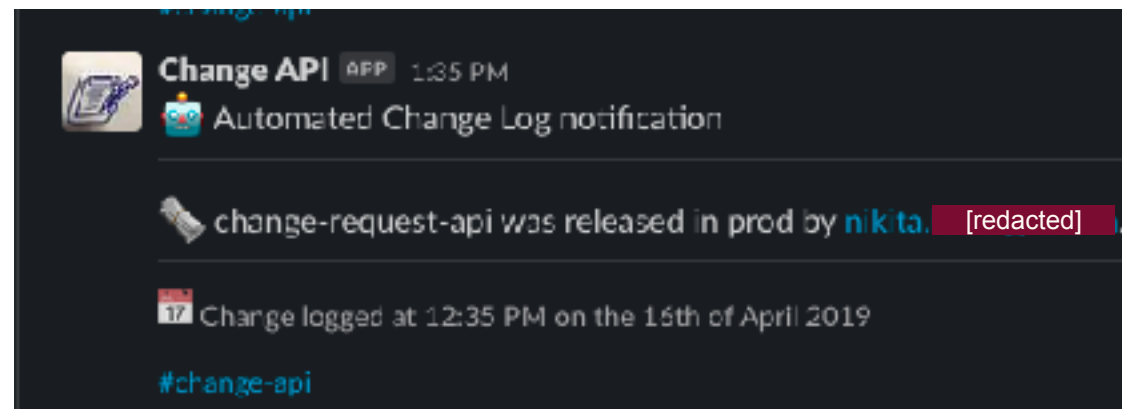 Change API APP 1:35 PM
Automated Change Log notification
change-request-api was released in prod by nikita. [redacted]
17 Change logged at 12:35 PM on the 16th of April 2019
#change-api